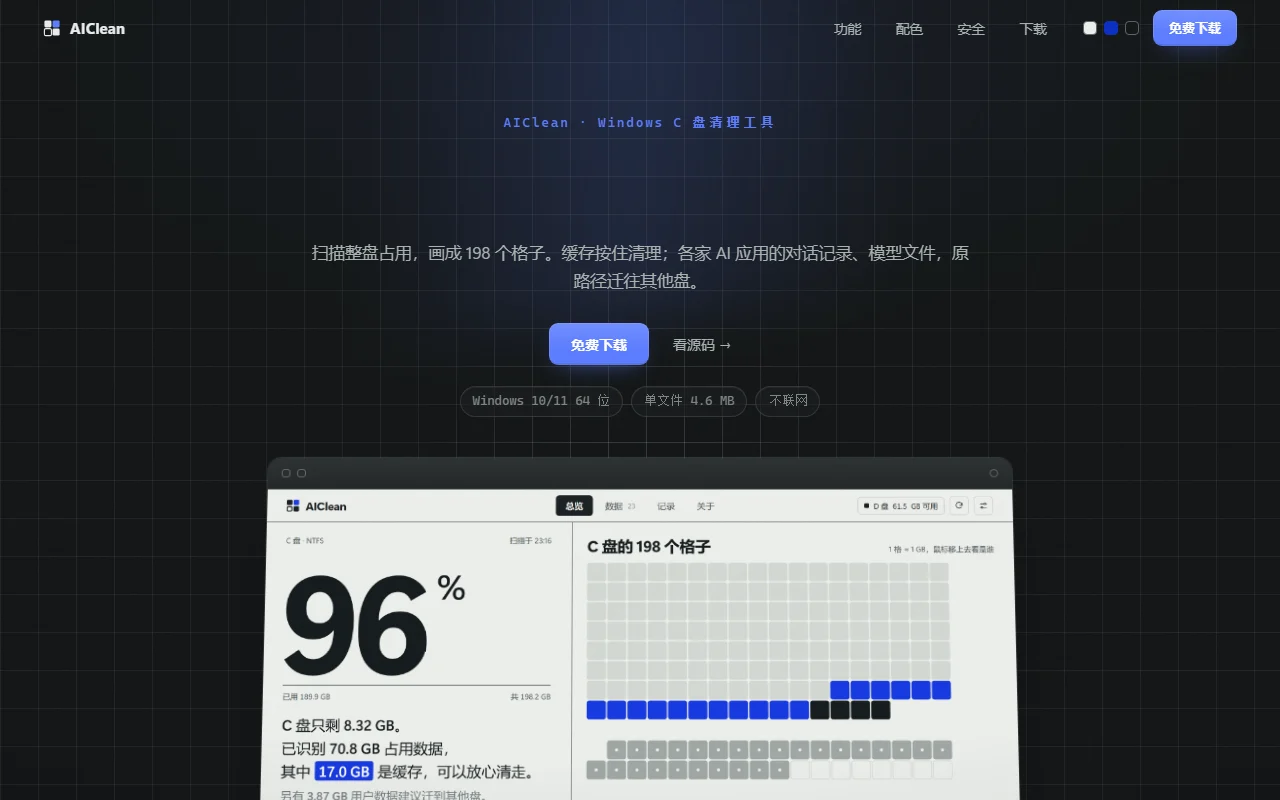 AIClean
功能
配色
安全
下载
免费下载
AIClean · Windows C 盘清理工具
扫描整盘占用，画成 198 个格子。缓存按住清理；各家 AI 应用的对话记录、模型文件，原
路径迁往其他盘。
免费下载
看源码 →
Windows 10/11 64 位
单文件 4.6 MB
不联网
AIClean
总览
数据 23
记录
关于
D 盘 61.5 GB 可用
C 盘 · NTFS
扫描于 23:16
96 %
已用 189.9 GB
共 198.2 GB
C 盘只剩 8.32 GB。
已识别 70.8 GB 占用数据，
其中 17.0 GB 是缓存，可以放心清走。
另有 3.87 GB 用户数据建议迁到其他盘。
C 盘的 198 个格子
1 格 = 1 GB，鼠标移上去看是谁